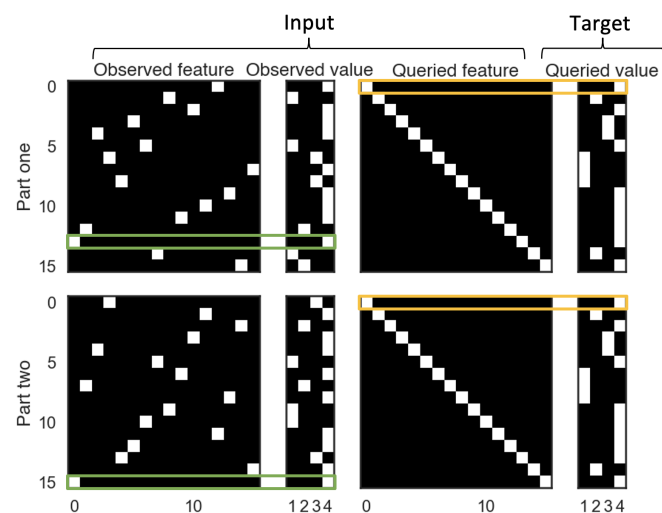 Input Target
Observed feature Observed value Queried feature Queried value
Part one
0
5
10
15
Part two
0
5
10
15
0 10 1 2 3 4 0 10 1 2 3 4